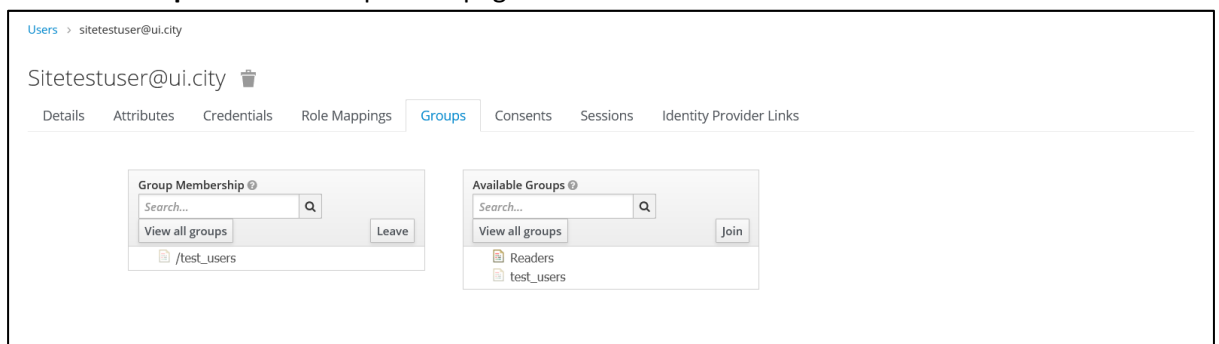 Users > sitetestuser@ui.city
Sitetestuser@ui.city
Details Attributes Credentials Role Mappings Groups Consents Sessions Identity Provider Links
Group Membership
Search...
View all groups Leave
/test_users
Available Groups
Search...
View all groups Join
Readers
test_users